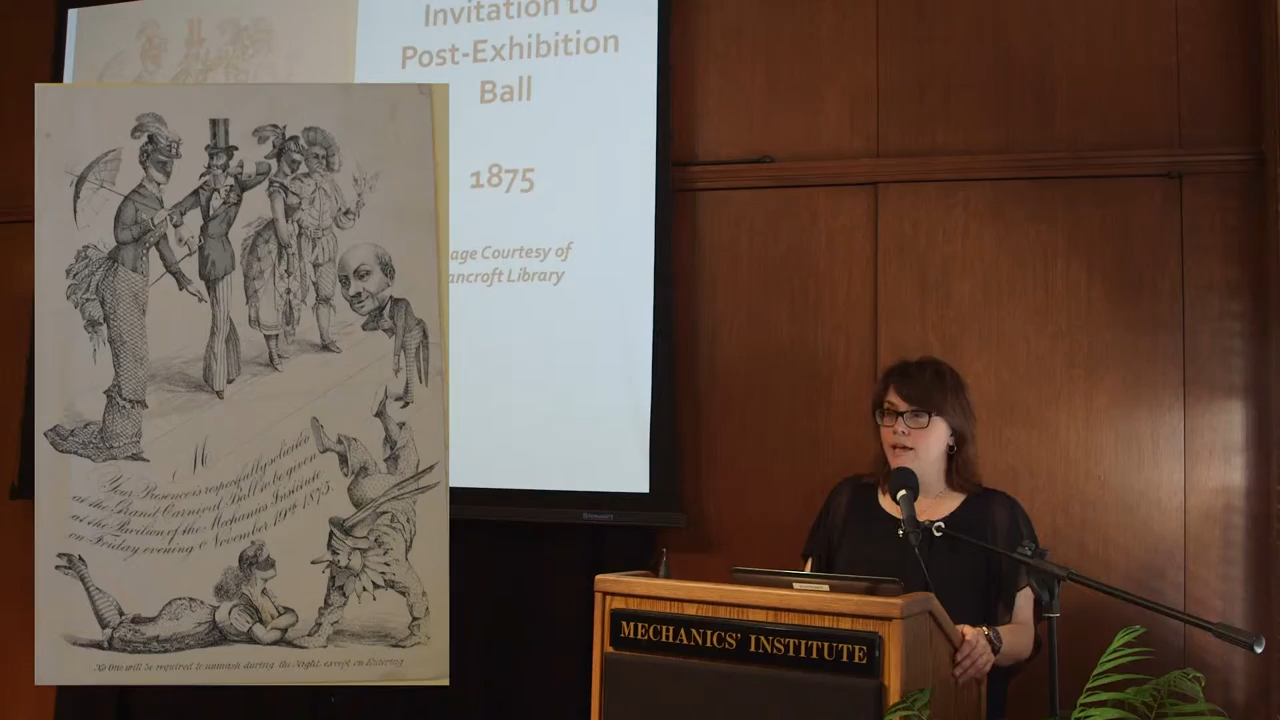 Invitation to
Post-Exhibition
Ball
1875
age Courtesy of
ancroft Library
M
Your Presence is respectfully solicited
at the Grand Carnival Ball to be given
at the Pavilion of the Mechanics Institute
on Friday evening November 19th 1875.
No One will be required to unmask during the Night, except on Entering
MECHANICS' INSTITUTE